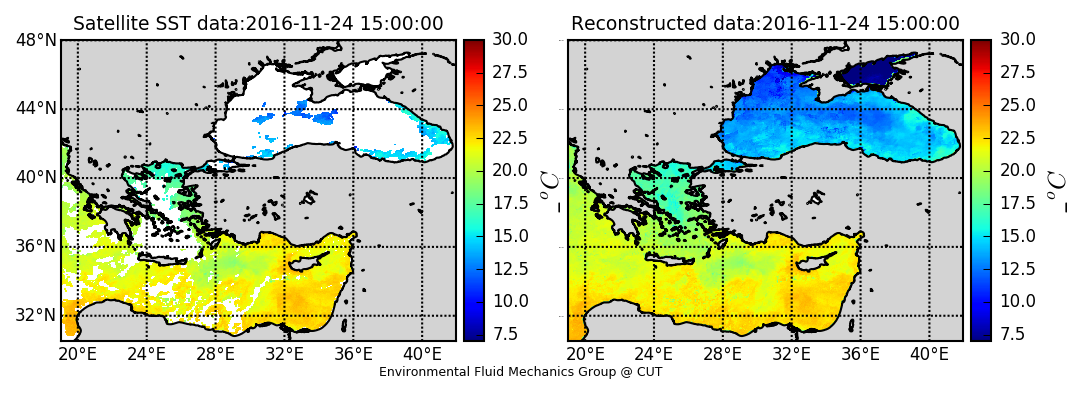 Satellite SST data:2016-11-24 15:00:00
48°N
44°N
40°N
36°N
32°N
20°E 24°E 28°E 32°E 36°E 40°E
30.0
27.5
25.0
22.5
20.0
17.5
15.0
12.5
10.0
7.5
°C
Reconstructed data:2016-11-24 15:00:00
20°E 24°E 28°E 32°E 36°E 40°E
30.0
27.5
25.0
22.5
20.0
17.5
15.0
12.5
10.0
7.5
°C
Environmental Fluid Mechanics Group @ CUT